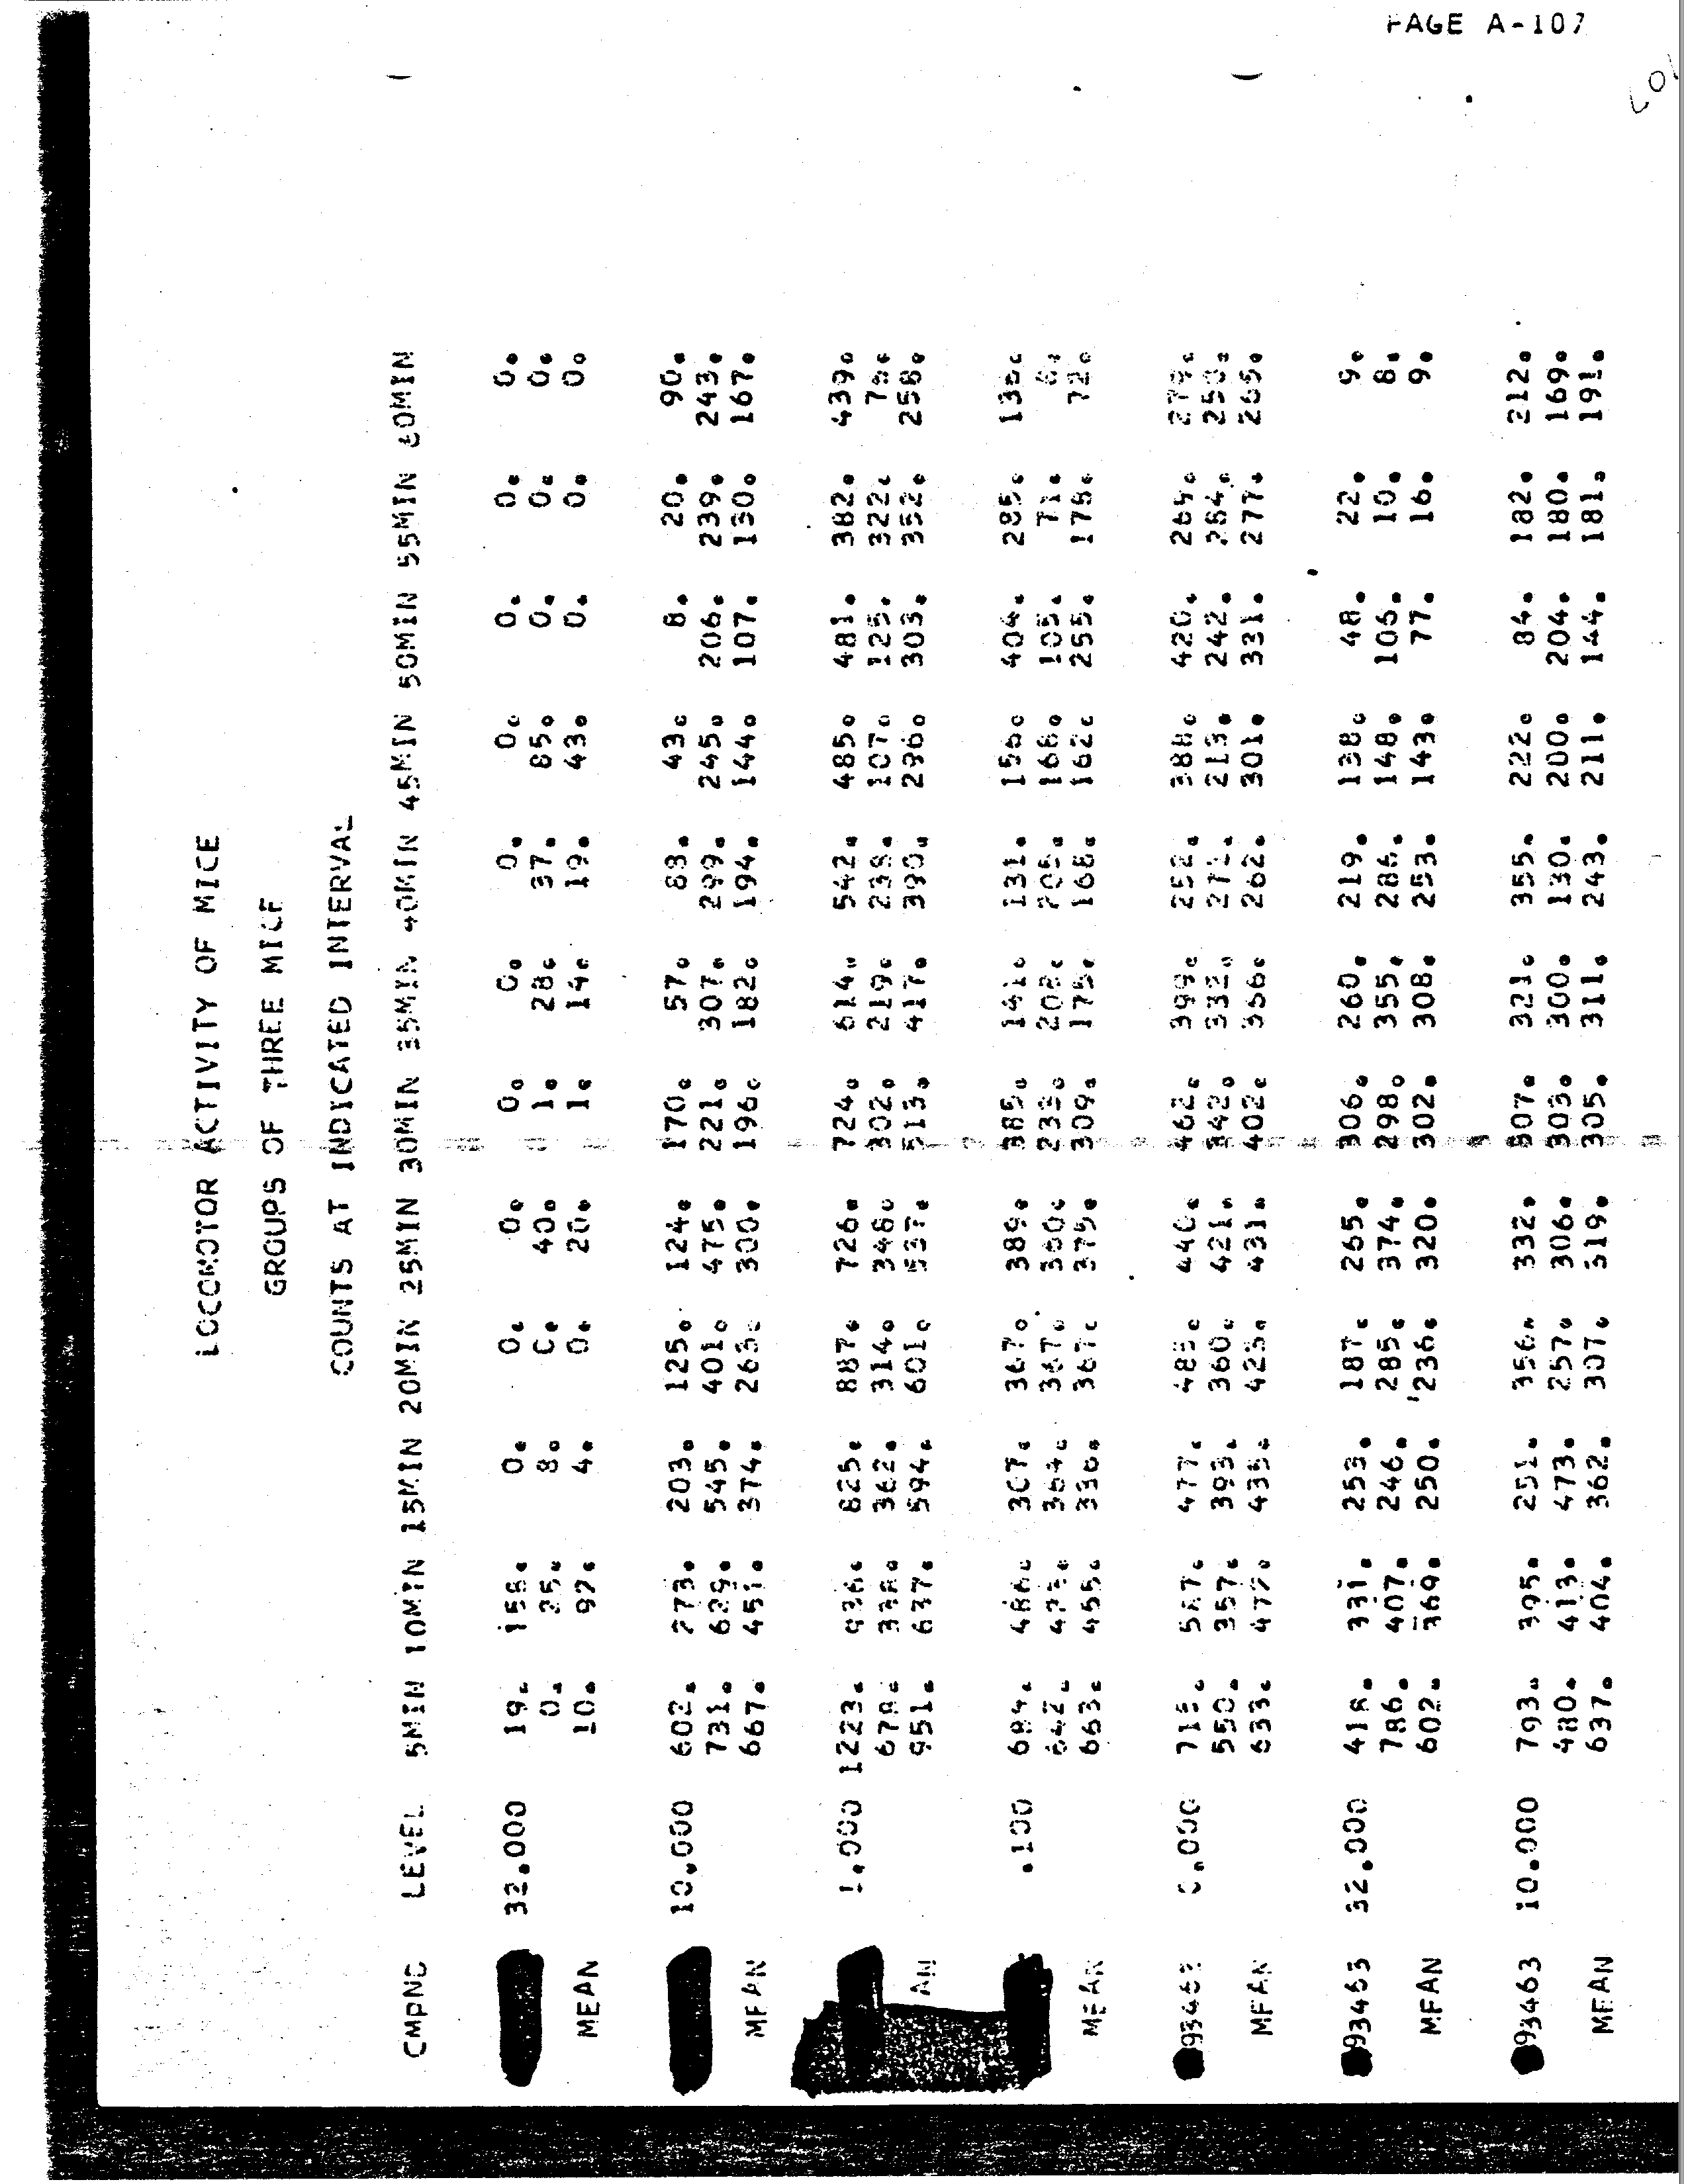 PAGE A-107
107
LOCOMOTOR ACTIVITY OF MICE
GROUPS OF THREE MICE
COUNTS AT INDICATED INTERVAL
CMPND LEVEL 5MIN 10MIN 15MIN 20MIN 25MIN 30MIN 35MIN 40MIN 45MIN 50MIN 55MIN 60MIN
32.000 19. 158. 0. 0. 0. 0. 0. 0. 0. 0. 0. 0.
0. 35. 8. 0. 40. 1. 28. 37. 85. 0. 0. 0.
MEAN 10. 97. 4. 0. 20. 1. 14. 19. 43. 0. 0. 0.
10.000 602. 273. 203. 125. 124. 170. 57. 88. 43. 8. 20. 90.
731. 629. 545. 401. 475. 221. 307. 299. 245. 206. 239. 243.
MEAN 667. 451. 374. 263. 300. 196. 182. 194. 144. 107. 130. 167.
1.000 1223. 936. 825. 887. 726. 724. 614. 542. 485. 481. 382. 439.
678. 338. 362. 314. 348. 302. 219. 238. 107. 125. 322. 76.
AN 951. 637. 594. 601. 537. 513. 417. 390. 296. 303. 352. 258.
.100 684. 486. 307. 367. 389. 385. 141. 131. 156. 404. 285. 136.
642. 423. 364. 367. 360. 232. 208. 205. 168. 105. 71. 8.
MEAN 663. 455. 336. 367. 375. 309. 175. 168. 162. 255. 178. 72.
93463 0.000 715. 587. 477. 485. 440. 462. 399. 252. 388. 420. 269. 279.
550. 357. 393. 360. 421. 342. 332. 271. 213. 242. 284. 250.
MEAN 633. 472. 435. 423. 431. 402. 366. 262. 301. 331. 277. 265.
93463 32.000 418. 331. 253. 187. 265. 306. 260. 219. 138. 48. 22. 9.
786. 407. 246. 285. 374. 298. 355. 286. 148. 105. 10. 8.
MEAN 602. 369. 250. 236. 320. 302. 308. 253. 143. 77. 16. 9.
93463 10.000 793. 395. 251. 356. 332. 307. 321. 355. 222. 84. 182. 212.
480. 413. 473. 257. 306. 303. 300. 130. 200. 204. 180. 169.
MEAN 637. 404. 362. 307. 319. 305. 311. 243. 211. 144. 181. 191.